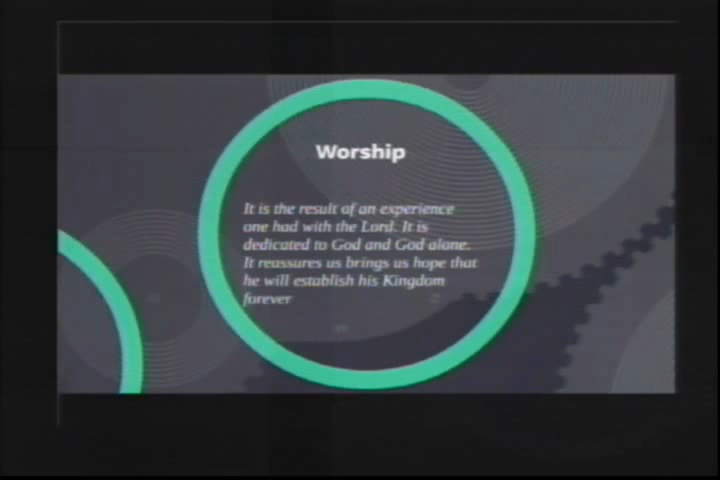 Worship
It is the result of an experience
one had with the Lord. It is
dedicated to God and God alone.
It reassures us brings us hope that
he will establish his Kingdom
forever